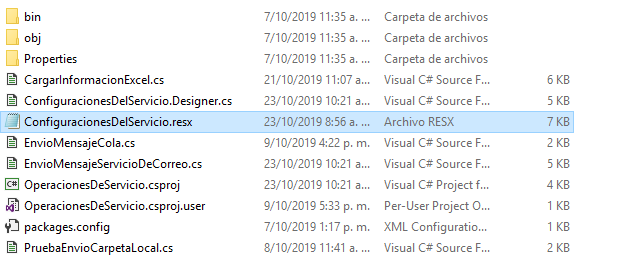 bin 7/10/2019 11:35 a. ... Carpeta de archivos
obj 7/10/2019 11:35 a. ... Carpeta de archivos
Properties 7/10/2019 11:35 a. ... Carpeta de archivos
CargarInformacionExcel.cs 21/10/2019 11:07 a... Visual C# Source F... 6 KB
ConfiguracionesDelServicio.Designer.cs 23/10/2019 10:21 a... Visual C# Source F... 5 KB
ConfiguracionesDelServicio.resx 23/10/2019 8:56 a. ... Archivo RESX 7 KB
EnvioMensajeCola.cs 9/10/2019 4:22 p. m. Visual C# Source F... 2 KB
EnvioMensajeServicioDeCorreo.cs 23/10/2019 10:21 a... Visual C# Source F... 5 KB
OperacionesDeServicio.csproj 23/10/2019 10:21 a... Visual C# Project f... 4 KB
OperacionesDeServicio.csproj.user 9/10/2019 5:33 p. m. Per-User Project O... 1 KB
packages.config 7/10/2019 1:17 p. m. XML Configuratio... 1 KB
PruebaEnvioCarpetaLocal.cs 8/10/2019 11:41 a. ... Visual C# Source F... 2 KB